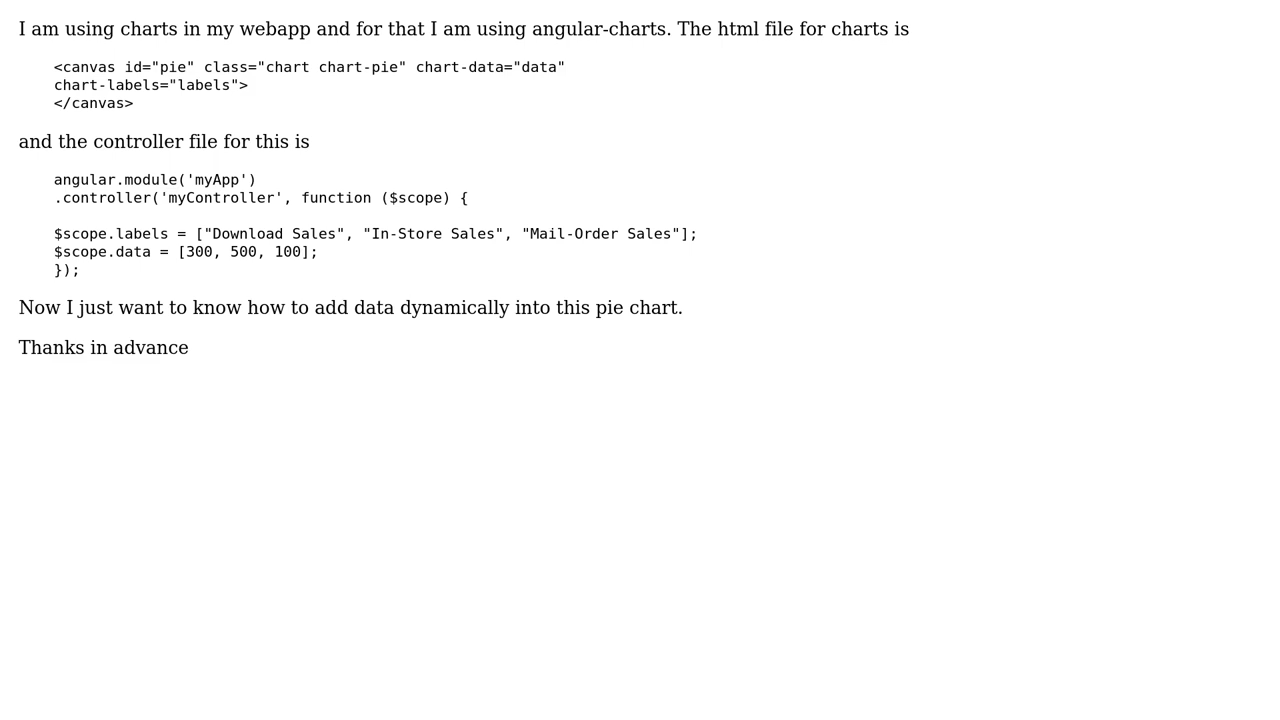 I am using charts in my webapp and for that I am using angular-charts. The html file for charts is
<canvas id="pie" class="chart chart-pie" chart-data="data"
chart-labels="labels">
</canvas>
and the controller file for this is
angular.module('myApp')
.controller('myController', function ($scope) {
$scope.labels = ["Download Sales", "In-Store Sales", "Mail-Order Sales"];
$scope.data = [300, 500, 100];
});
Now I just want to know how to add data dynamically into this pie chart.
Thanks in advance